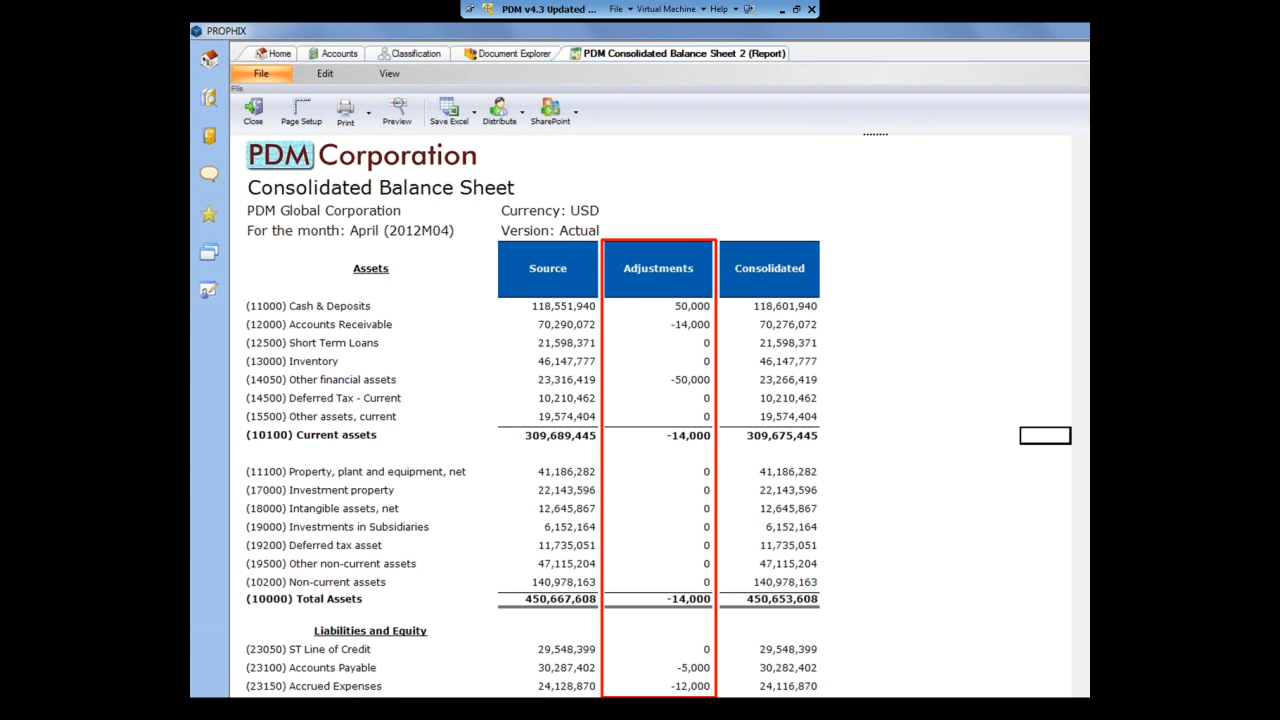 PDM v4.3 Updated ... File Virtual Machine Help
PROPHIX
Home Accounts Classification Document Explorer PDM Consolidated Balance Sheet 2 (Report)
File Edit View
File
Close Page Setup Print Preview Save Excel Distribute SharePoint
PDM Corporation
Consolidated Balance Sheet
PDM Global Corporation Currency: USD
For the month: April (2012M04) Version: Actual
Assets Source Adjustments Consolidated
(11000) Cash & Deposits 118,551,940 50,000 118,601,940
(12000) Accounts Receivable 70,290,072 -14,000 70,276,072
(12500) Short Term Loans 21,598,371 0 21,598,371
(13000) Inventory 46,147,777 0 46,147,777
(14050) Other financial assets 23,316,419 -50,000 23,266,419
(14500) Deferred Tax - Current 10,210,462 0 10,210,462
(15500) Other assets, current 19,574,404 0 19,574,404
(10100) Current assets 309,689,445 -14,000 309,675,445
(11100) Property, plant and equipment, net 41,186,282 0 41,186,282
(17000) Investment property 22,143,596 0 22,143,596
(18000) Intangible assets, net 12,645,867 0 12,645,867
(19000) Investments in Subsidiaries 6,152,164 0 6,152,164
(19200) Deferred tax asset 11,735,051 0 11,735,051
(19500) Other non-current assets 47,115,204 0 47,115,204
(10200) Non-current assets 140,978,163 0 140,978,163
(10000) Total Assets 450,667,608 -14,000 450,653,608
Liabilities and Equity
(23050) ST Line of Credit 29,548,399 0 29,548,399
(23100) Accounts Payable 30,287,402 -5,000 30,282,402
(23150) Accrued Expenses 24,128,870 -12,000 24,116,870